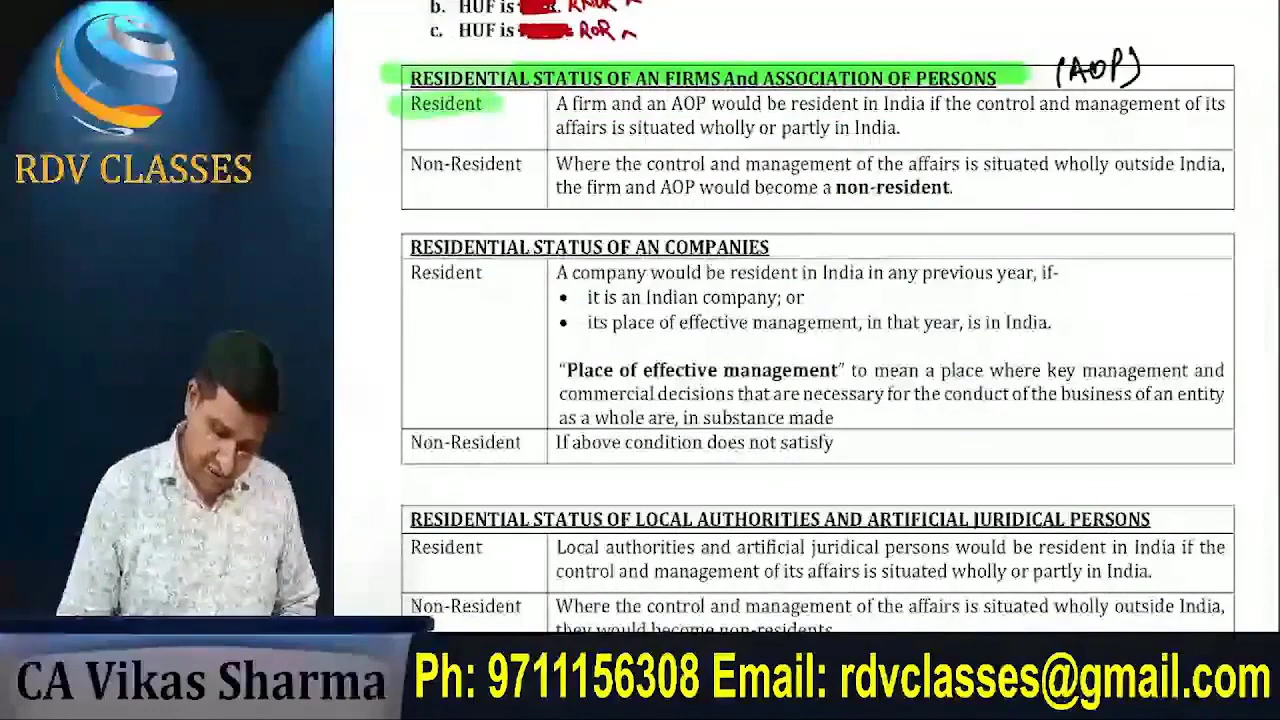 b. HUF is RNOR
c. HUF is ROR
(AOP)
RESIDENTIAL STATUS OF AN FIRMS And ASSOCIATION OF PERSONS
Resident
A firm and an AOP would be resident in India if the control and management of its
affairs is situated wholly or partly in India.
Non-Resident
Where the control and management of the affairs is situated wholly outside India,
the firm and AOP would become a non-resident.
RESIDENTIAL STATUS OF AN COMPANIES
Resident
A company would be resident in India in any previous year, if-
• it is an Indian company; or
• its place of effective management, in that year, is in India.
“Place of effective management” to mean a place where key management and
commercial decisions that are necessary for the conduct of the business of an entity
as a whole are, in substance made
Non-Resident
If above condition does not satisfy
RESIDENTIAL STATUS OF LOCAL AUTHORITIES AND ARTIFICIAL JURIDICAL PERSONS
Resident
Local authorities and artificial juridical persons would be resident in India if the
control and management of its affairs is situated wholly or partly in India.
Non-Resident
Where the control and management of the affairs is situated wholly outside India,
they would become non-residents
RDV CLASSES
CA Vikas Sharma
Ph: 9711156308 Email: rdvclasses@gmail.com